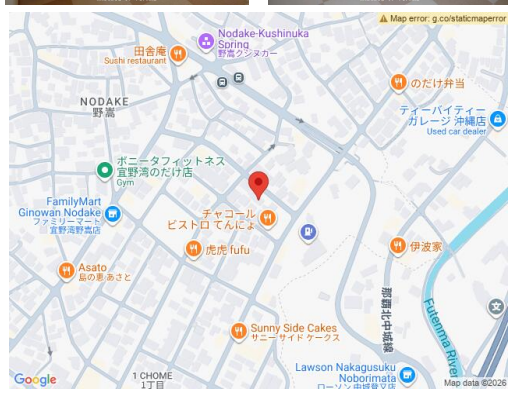 ⚠ Map error: g.co/staticmaperror
Nodake-Kushinuka
Spring
野嵩クシヌカー
田舎庵
Sushi restaurant
のだけ弁当
NODAKE
野嵩
ティーバイティー
ガレージ 沖縄店
Used car dealer
ボニータフィットネス
宜野湾のだけ店
Gym
FamilyMart
Ginowan Nodake
ファミリーマート
宜野湾野嵩店
チャコール
ビストロ てんにょ
虎虎 fufu
伊波家
Asato
島の恵 あさと
那覇北中城線
Futenma River
Sunny Side Cakes
サニー サイド ケークス
Lawson Nakagusuku
Noborimata
ローソン 中城登又店
1 CHOME
1丁目
Google
Map data ©2026